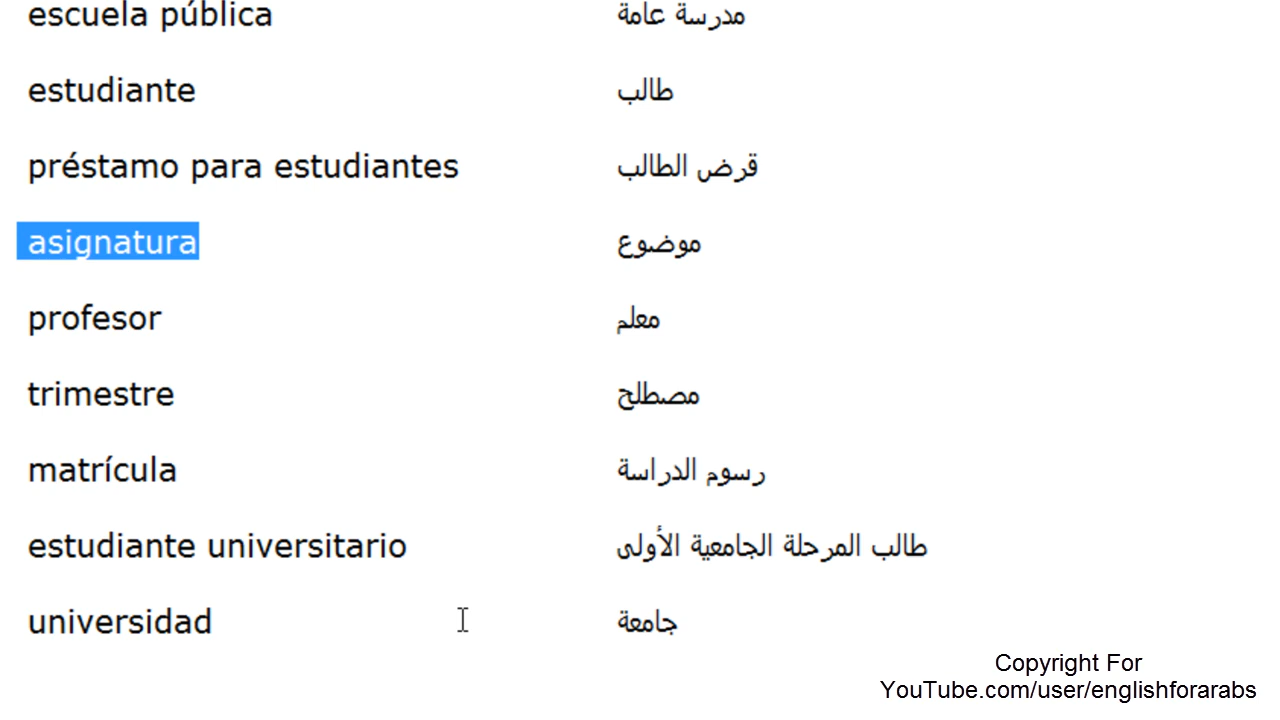 escuela pública مدرسة عامة
estudiante طالب
préstamo para estudiantes قرض الطالب
asignatura موضوع
profesor معلم
trimestre مصطلح
matrícula رسوم الدراسة
estudiante universitario طالب المرحلة الجامعية الأولى
universidad جامعة
Copyright For
YouTube.com/user/englishforarabs